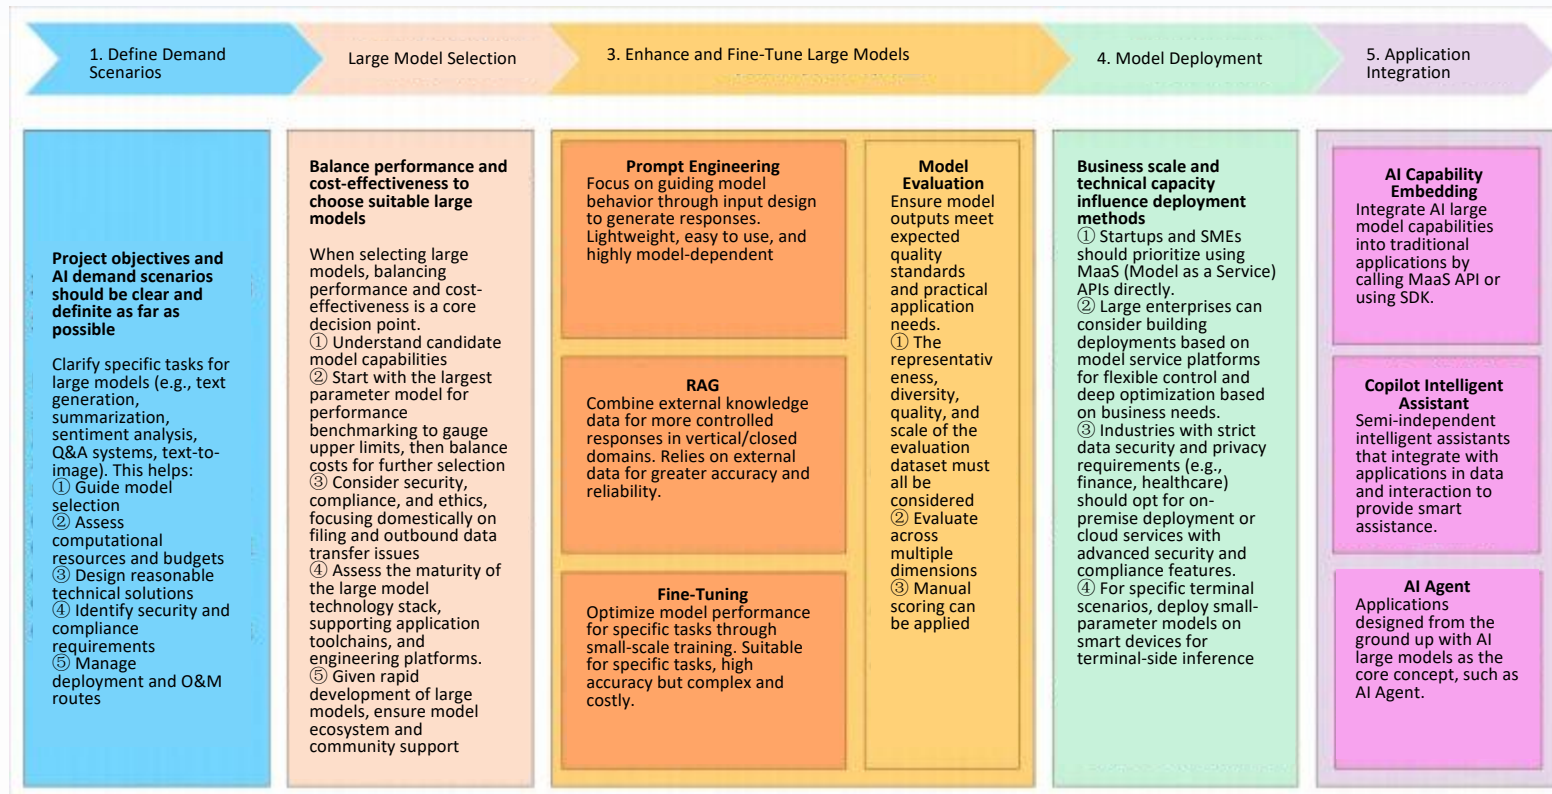 1. Define Demand
Scenarios
Large Model Selection
3. Enhance and Fine-Tune Large Models
4. Model Deployment
5. Application
Integration
Project objectives and
AI demand scenarios
should be clear and
definite as far as
possible
Clarify specific tasks for
large models (e.g., text
generation,
summarization,
sentiment analysis,
Q&A systems, text-to-
image). This helps:
① Guide model
selection
② Assess
computational
resources and budgets
③ Design reasonable
technical solutions
④ Identify security and
compliance
requirements
⑤ Manage
deployment and O&M
routes
Balance performance and
cost-effectiveness to
choose suitable large
models
When selecting large
models, balancing
performance and cost-
effectiveness is a core
decision point.
① Understand candidate
model capabilities
② Start with the largest
parameter model for
performance
benchmarking to gauge
upper limits, then balance
costs for further selection
③ Consider security,
compliance, and ethics,
focusing domestically on
filing and outbound data
transfer issues
④ Assess the maturity of
the large model
technology stack,
supporting application
toolchains, and
engineering platforms.
⑤ Given rapid
development of large
models, ensure model
ecosystem and
community support
Prompt Engineering
Focus on guiding model
behavior through input design
to generate responses.
Lightweight, easy to use, and
highly model-dependent
RAG
Combine external knowledge
data for more controlled
responses in vertical/closed
domains. Relies on external
data for greater accuracy and
reliability.
Fine-Tuning
Optimize model performance
for specific tasks through
small-scale training. Suitable
for specific tasks, high
accuracy but complex and
costly.
Model
Evaluation
Ensure model
outputs meet
expected
quality
standards
and practical
application
needs.
① The
representativ
eness,
diversity,
quality, and
scale of the
evaluation
dataset must
all be
considered
② Evaluate
across
multiple
dimensions
③ Manual
scoring can
be applied
Business scale and
technical capacity
influence deployment
methods
① Startups and SMEs
should prioritize using
MaaS (Model as a Service)
APIs directly.
② Large enterprises can
consider building
deployments based on
model service platforms
for flexible control and
deep optimization based
on business needs.
③ Industries with strict
data security and privacy
requirements (e.g.,
finance, healthcare)
should opt for on-
premise deployment or
cloud services with
advanced security and
compliance features.
④ For specific terminal
scenarios, deploy small-
parameter models on
smart devices for
terminal-side inference
AI Capability
Embedding
Integrate AI large
model capabilities
into traditional
applications by
calling MaaS API or
using SDK.
Copilot Intelligent
Assistant
Semi-independent
intelligent assistants
that integrate with
applications in data
and interaction to
provide smart
assistance.
AI Agent
Applications
designed from the
ground up with AI
large models as the
core concept, such as
AI Agent.